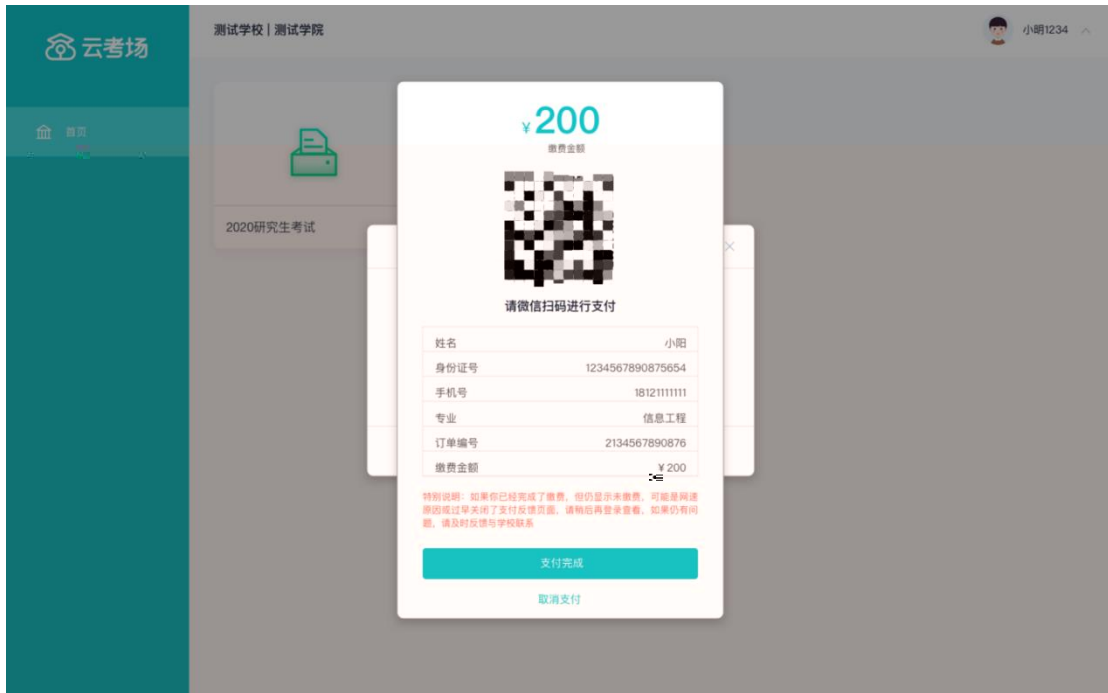 云考场
测试学校 | 测试学院
小明1234
首页
2020研究生考试
¥200
缴费金额
请微信扫码进行支付
姓名 小阳
身份证号 1234567890875654
手机号 18121111111
专业 信息工程
订单编号 2134567890876
缴费金额 ¥200
特别说明：如果你已经完成了缴费，但仍显示未缴费，可能是网速
原因或过早关闭了支付反馈页面，请稍后再登录查看，如果仍有问
题，请及时反馈与学校联系
支付完成
取消支付